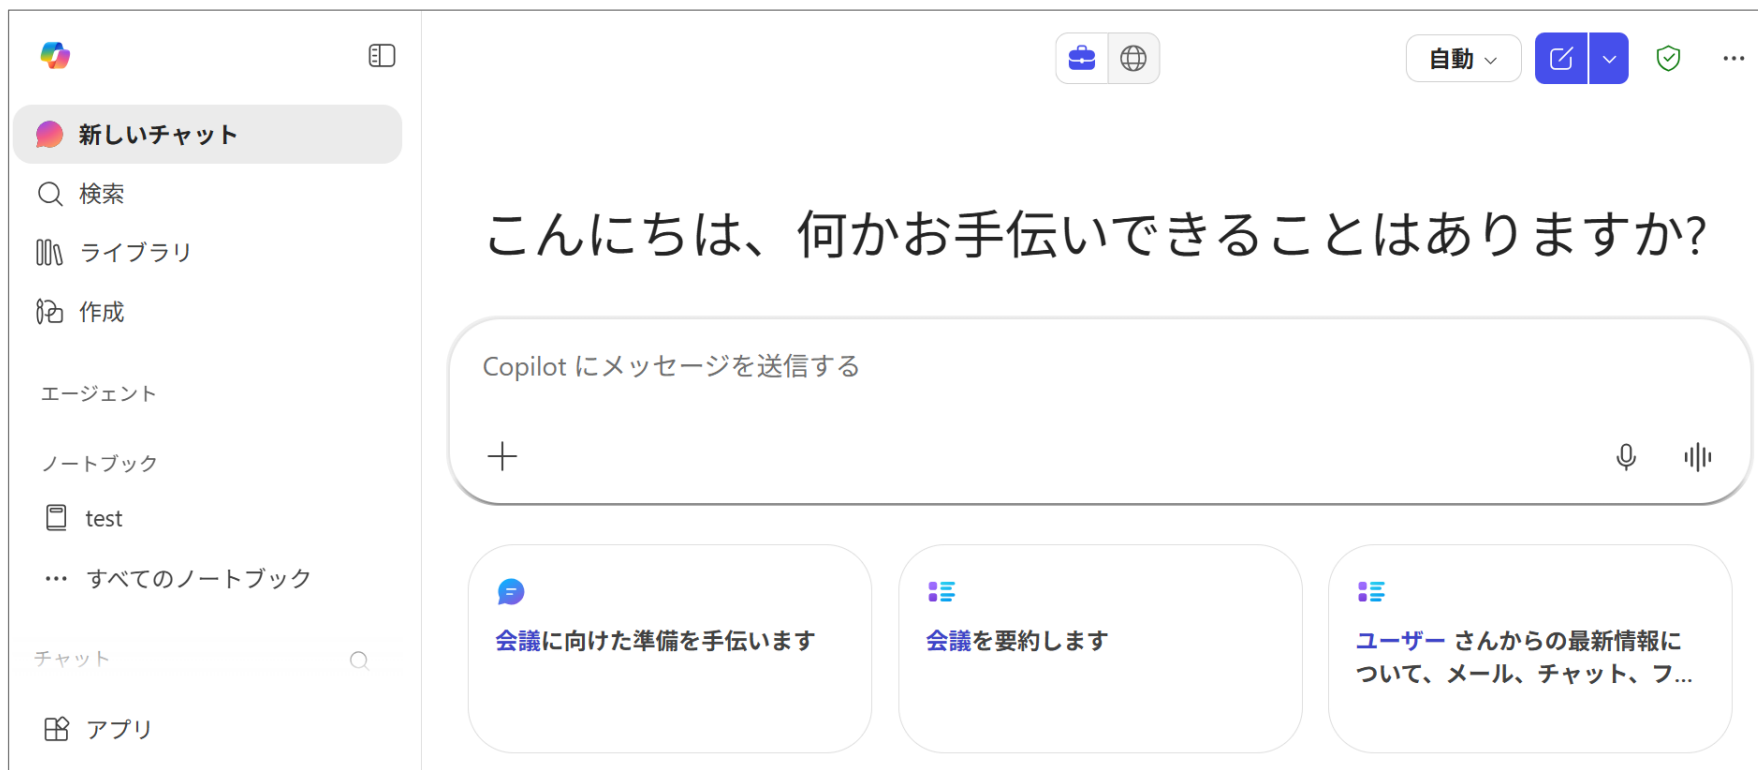 新しいチャット
検索
ライブラリ
作成
エージェント
ノートブック
test
すべてのノートブック
チャット
アプリ
自動
こんにちは、何かお手伝いできることはありますか?
Copilot にメッセージを送信する
会議に向けた準備を手伝います
会議を要約します
ユーザー さんからの最新情報に
ついて、メール、チャット、フ...